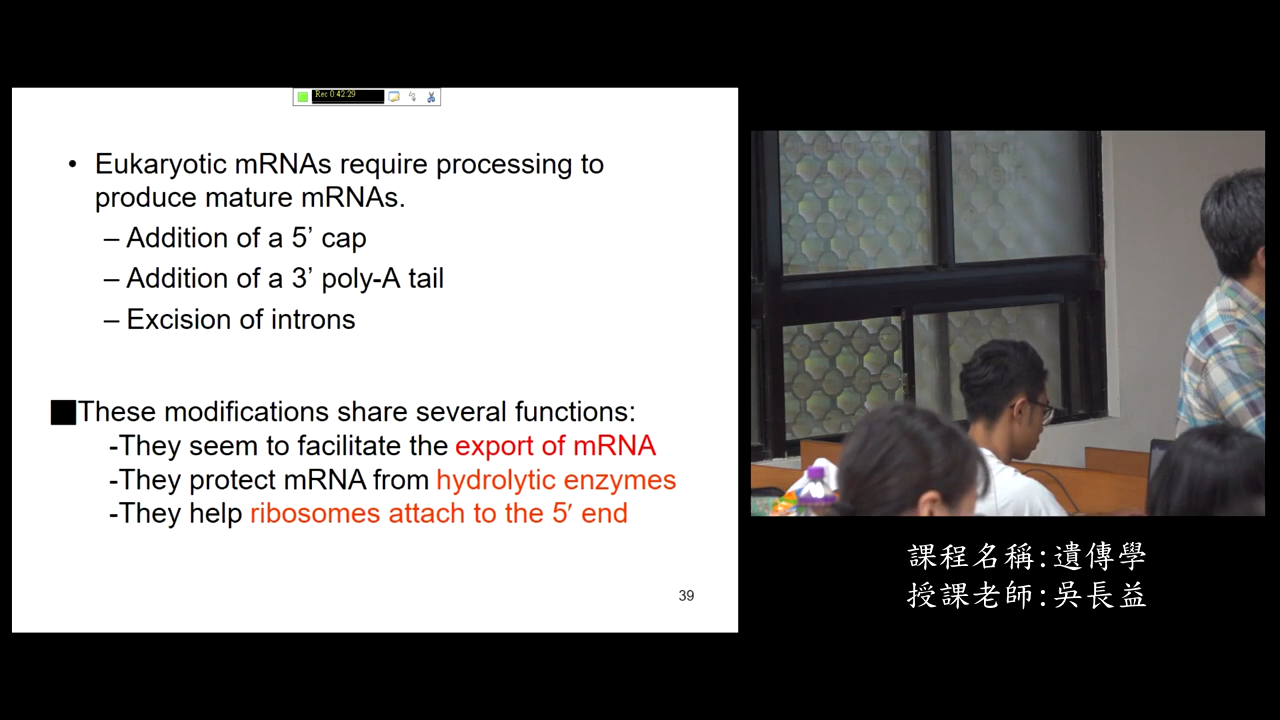 Rec 0:42:29
• Eukaryotic mRNAs require processing to
produce mature mRNAs.
– Addition of a 5’ cap
– Addition of a 3’ poly-A tail
– Excision of introns
■These modifications share several functions:
-They seem to facilitate the export of mRNA
-They protect mRNA from hydrolytic enzymes
-They help ribosomes attach to the 5′ end
39
課程名稱:遺傳學
授課老師:吳長益